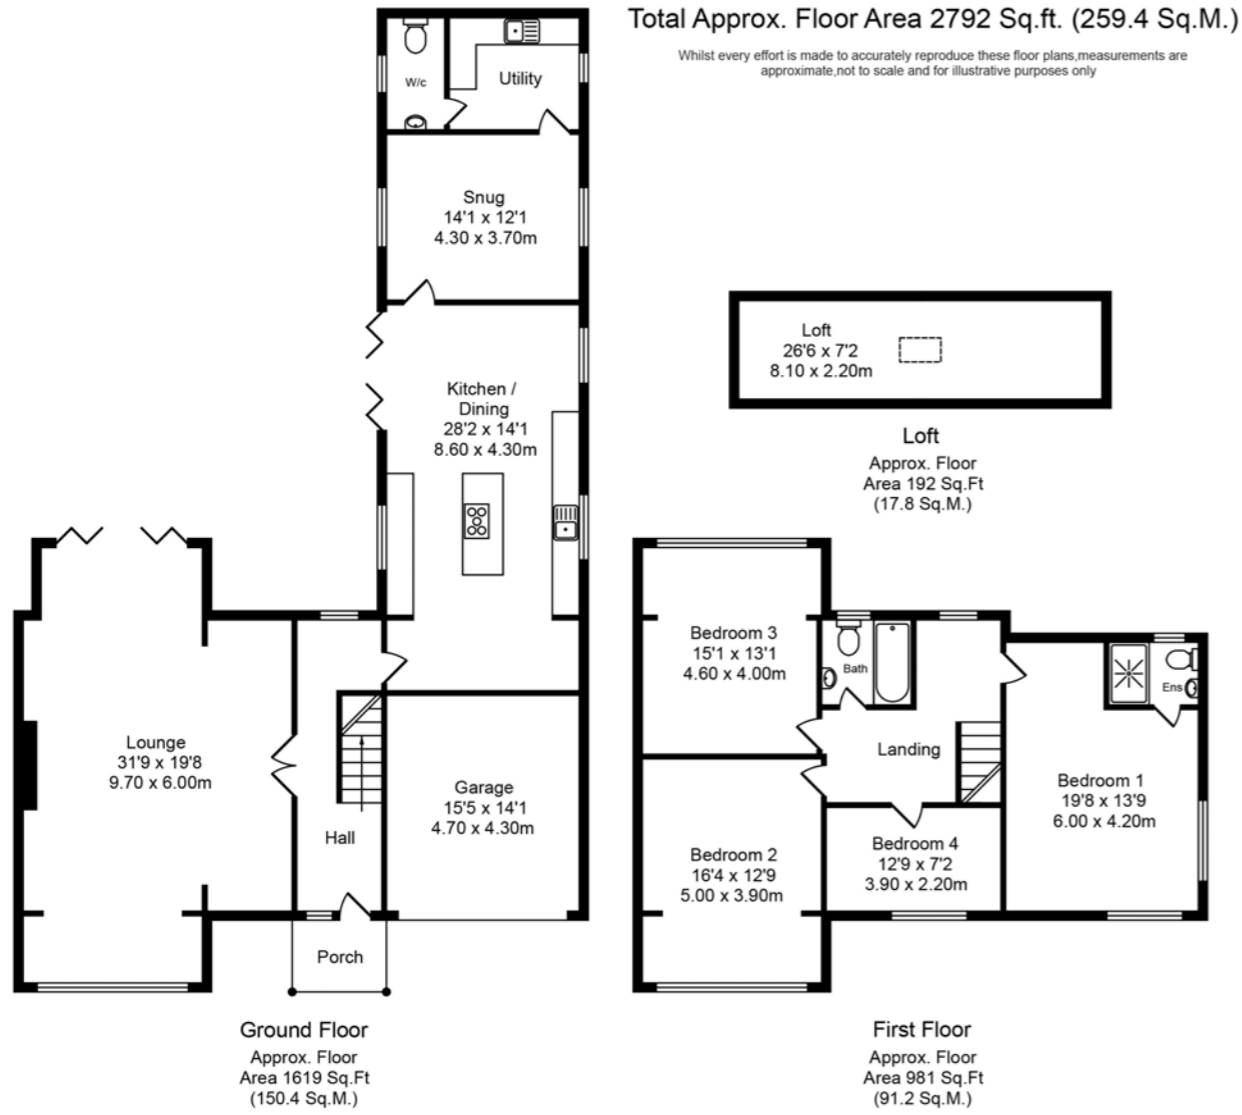 Total Approx. Floor Area 2792 Sq.ft. (259.4 Sq.M.)
Whilst every effort is made to accurately reproduce these floor plans,measurements are
approximate,not to scale and for illustrative purposes only
W/c
Utility
Snug
14'1 x 12'1
4.30 x 3.70m
Kitchen /
Dining
28'2 x 14'1
8.60 x 4.30m
Lounge
31'9 x 19'8
9.70 x 6.00m
Hall
Garage
15'5 x 14'1
4.70 x 4.30m
Porch
Ground Floor
Approx. Floor
Area 1619 Sq.Ft
(150.4 Sq.M.)
Loft
26'6 x 7'2
8.10 x 2.20m
Loft
Approx. Floor
Area 192 Sq.Ft
(17.8 Sq.M.)
Bedroom 3
15'1 x 13'1
4.60 x 4.00m
Bath
Ens
Landing
Bedroom 1
19'8 x 13'9
6.00 x 4.20m
Bedroom 2
16'4 x 12'9
5.00 x 3.90m
Bedroom 4
12'9 x 7'2
3.90 x 2.20m
First Floor
Approx. Floor
Area 981 Sq.Ft
(91.2 Sq.M.)